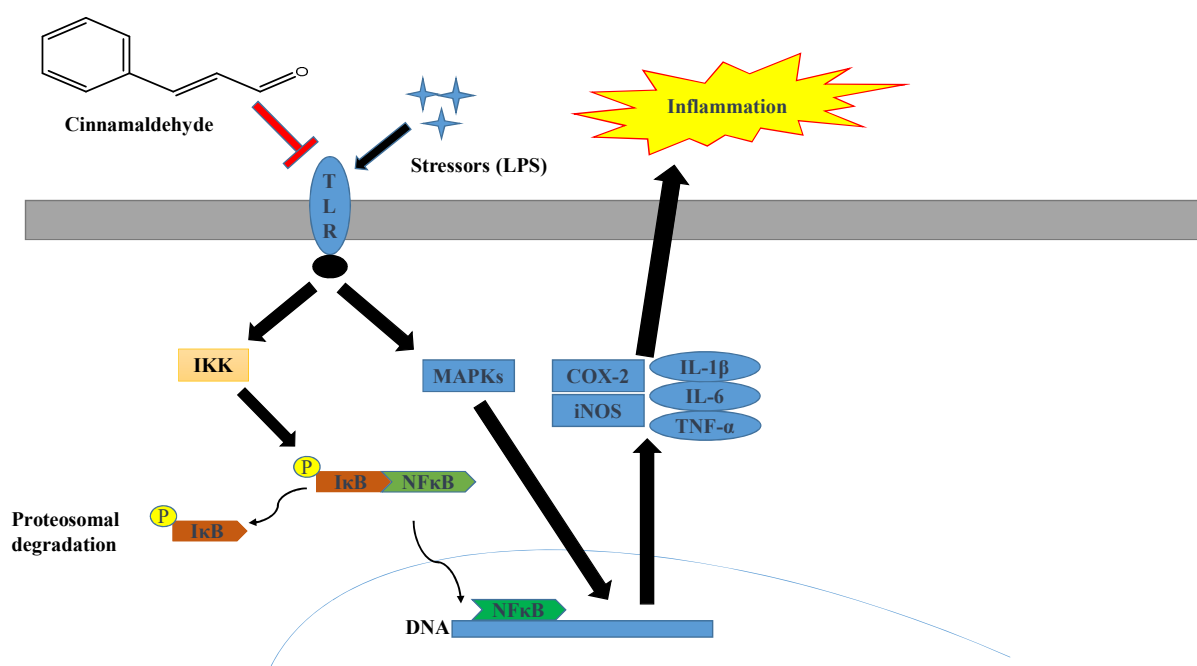 O
Cinnamaldehyde
Stressors (LPS)
Inflammation
T
L
R
IKK
MAPKs
COX-2
iNOS
IL-1β
IL-6
TNF-α
P
IκB
NFκB
Proteosomal
degradation
P
IκB
NFκB
DNA